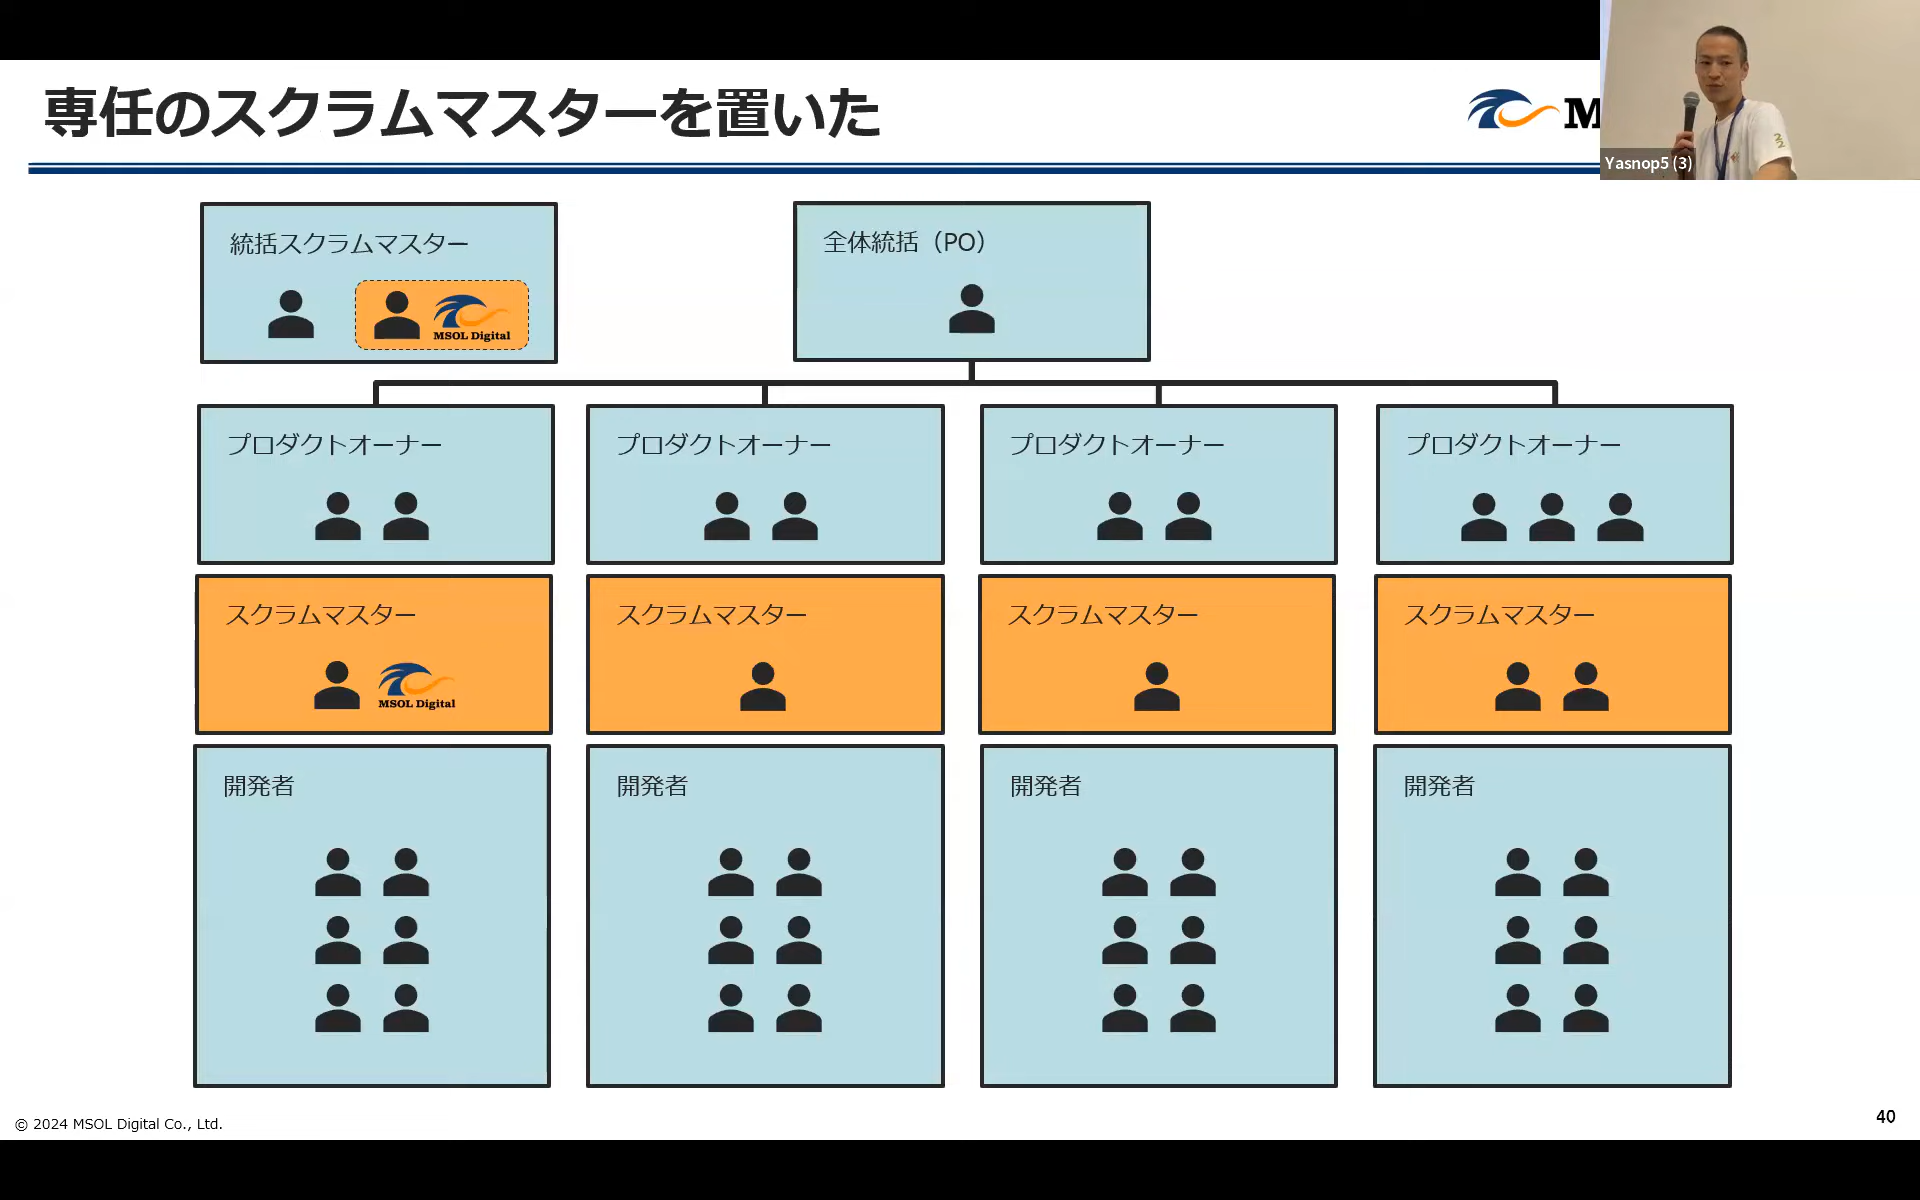 専任のスクラムマスターを置いた
M
Yasnop5 (3)
統括スクラムマスター
MSOL Digital
全体統括（PO）
プロダクトオーナー
プロダクトオーナー
プロダクトオーナー
プロダクトオーナー
スクラムマスター
MSOL Digital
スクラムマスター
スクラムマスター
スクラムマスター
開発者
開発者
開発者
開発者
© 2024 MSOL Digital Co., Ltd.
40